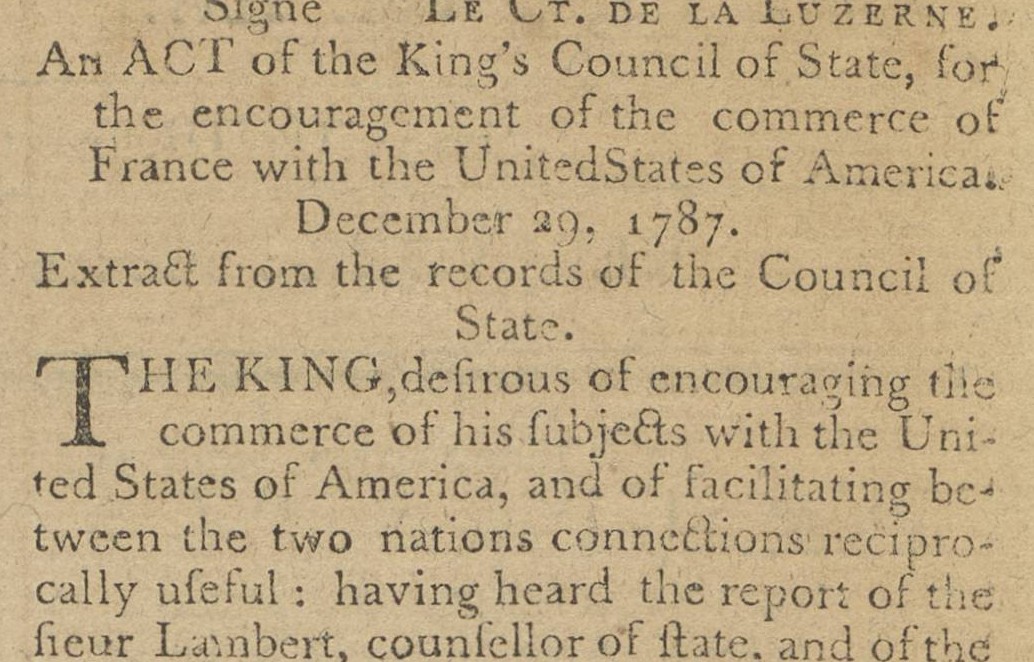 Signé LE CT. DE LA LUZERNE.
An ACT of the King's Council of State, for
the encouragement of the commerce of
France with the UnitedStates of America.
December 29, 1787.
Extract from the records of the Council of
State.
THE KING,deſirous of encouraging the
commerce of his ſubjects with the Uni-
ted States of America, and of facilitating be-
tween the two nations connections recipro-
cally uſeful : having heard the report of the
ſieur Lambert, counſellor of ſtate, and of the